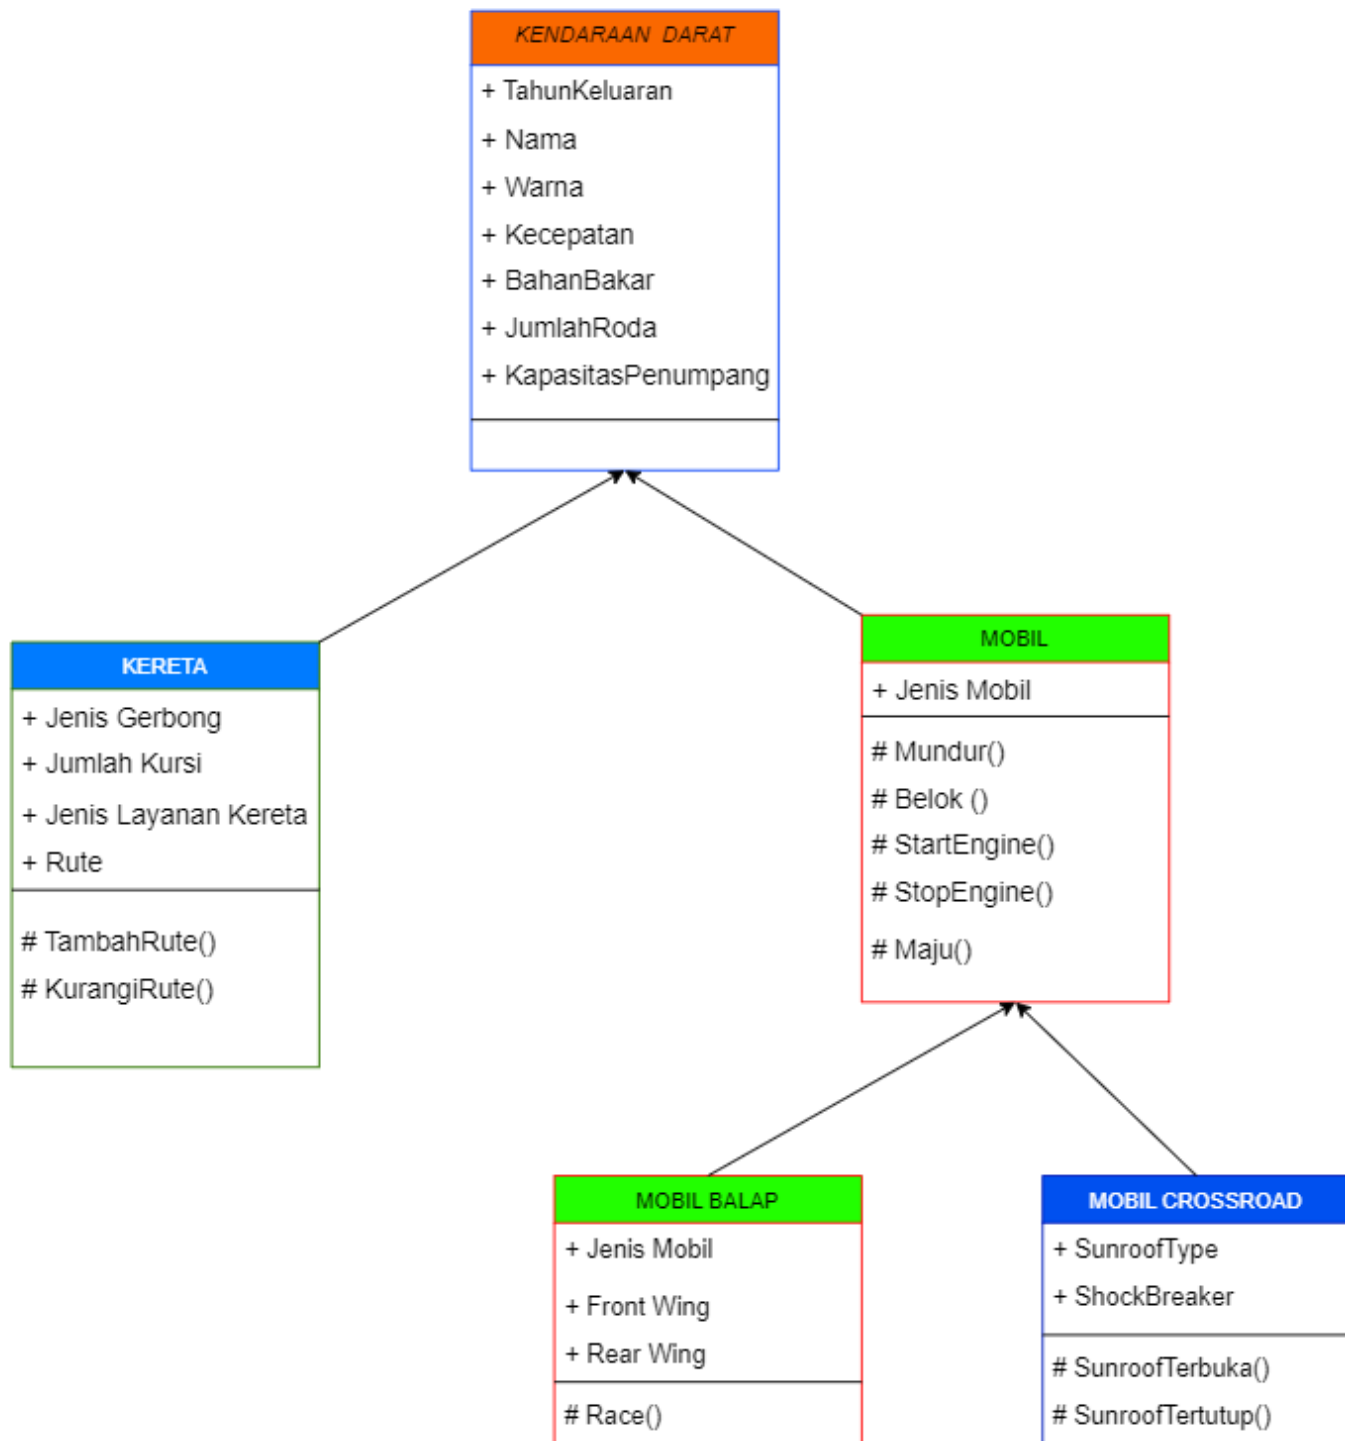 KENDARAAN DARAT
+ TahunKeluaran
+ Nama
+ Warna
+ Kecepatan
+ BahanBakar
+ JumlahRoda
+ KapasitasPenumpang
KERETA
+ Jenis Gerbong
+ Jumlah Kursi
+ Jenis Layanan Kereta
+ Rute
# TambahRute()
# KurangiRute()
MOBIL
+ Jenis Mobil
# Mundur()
# Belok ()
# StartEngine()
# StopEngine()
# Maju()
MOBIL BALAP
+ Jenis Mobil
+ Front Wing
+ Rear Wing
# Race()
MOBIL CROSSROAD
+ SunroofType
+ ShockBreaker
# SunroofTerbuka()
# SunroofTertutup()